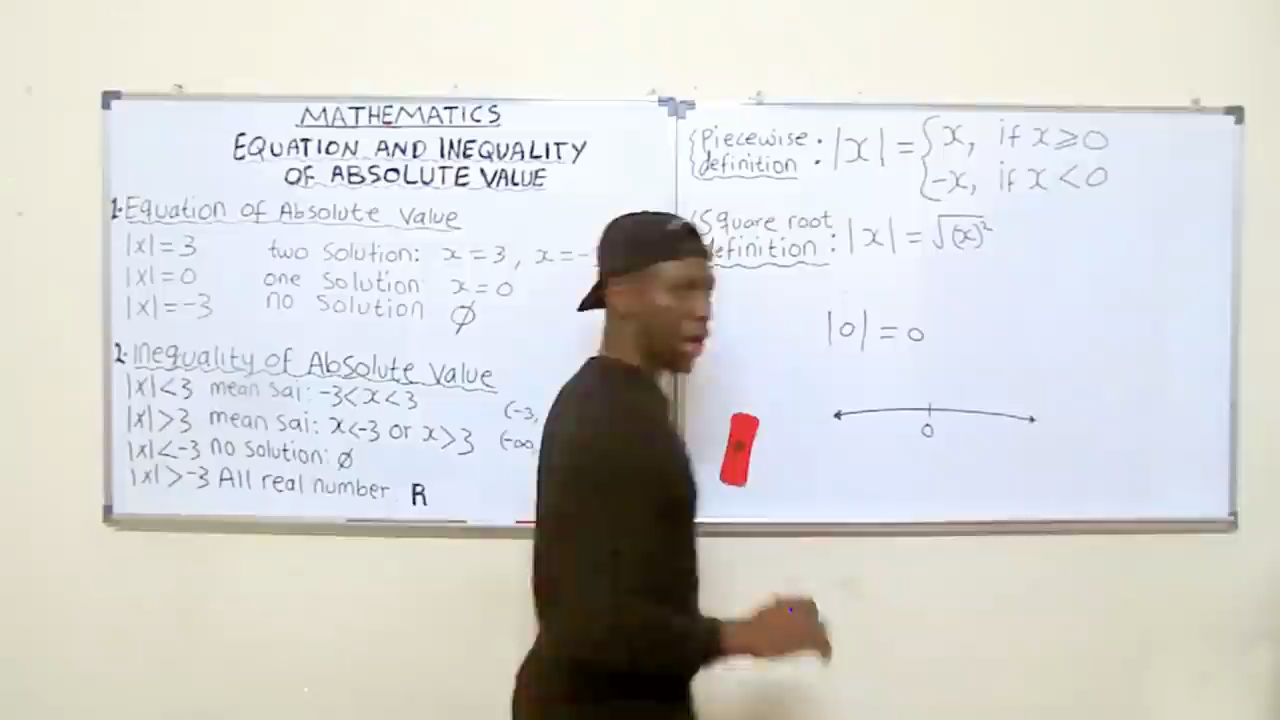 MATHEMATICS
EQUATION AND INEQUALITY
OF ABSOLUTE VALUE
1. Equation of Absolute Value
|x|=3 two solution: x=3, x=-
|x|=0 one solution x=0
|x|=-3 no solution ∅
2. Inequality of Absolute Value
|x|<3 mean sai: -3<x<3 (-3,
|x|>3 mean sai: x<-3 or x>3 (-∞,
|x|<-3 no solution: ∅
|x|>-3 All real number R
Piecewise definition: |x| = { x, if x≥0
-x, if x<0
Square root
definition: |x| = √(x)²
|0| = 0
0